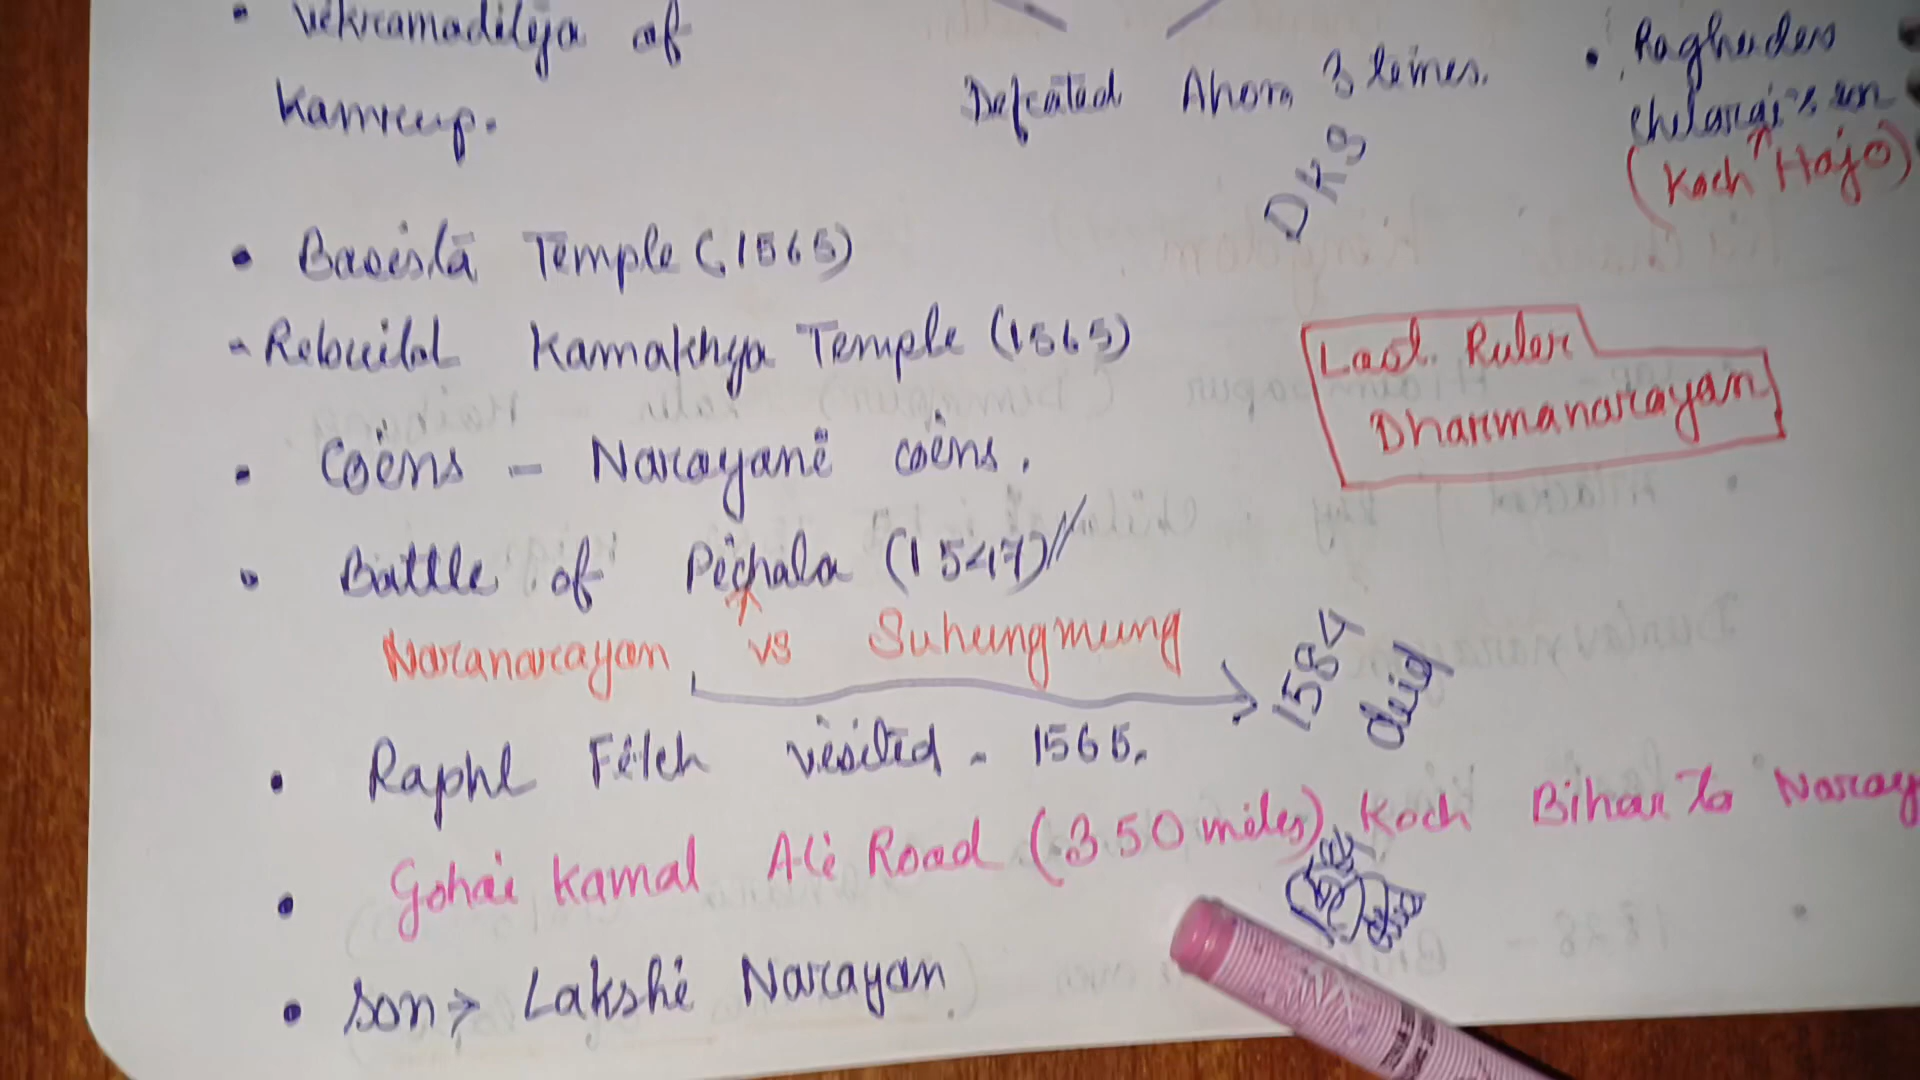 • Vikramaditya of
Kamrup.
Defeated Ahom 3 times.
• Raghudev
chilarai's son
(Koch Hajo)
DKS
• Basista Temple (1565)
- Rebuild Kamakhya Temple (1565)
Last Ruler
Dharmanarayan
• Coins - Narayani coins.
• Battle of Pichala (1547)//
Naranarayan vs Suhungmung
1584
died
• Raphl Fitch visited - 1565.
• Gohai Kamal Ali Road (350 miles) Koch Bihar to Naray
• Son → Lakshi Narayan